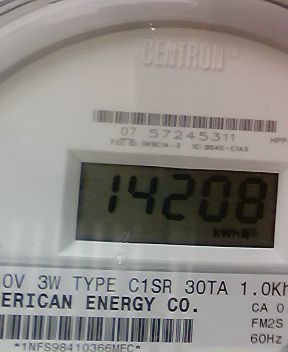 CENTRON®
07 57245311
14208
kWh
0V 3W TYPE C1SR 30TA 1.0Kh
ERICAN ENERGY CO.
CA 0.
FM2S
60Hz
*1NFS98410366MEC*